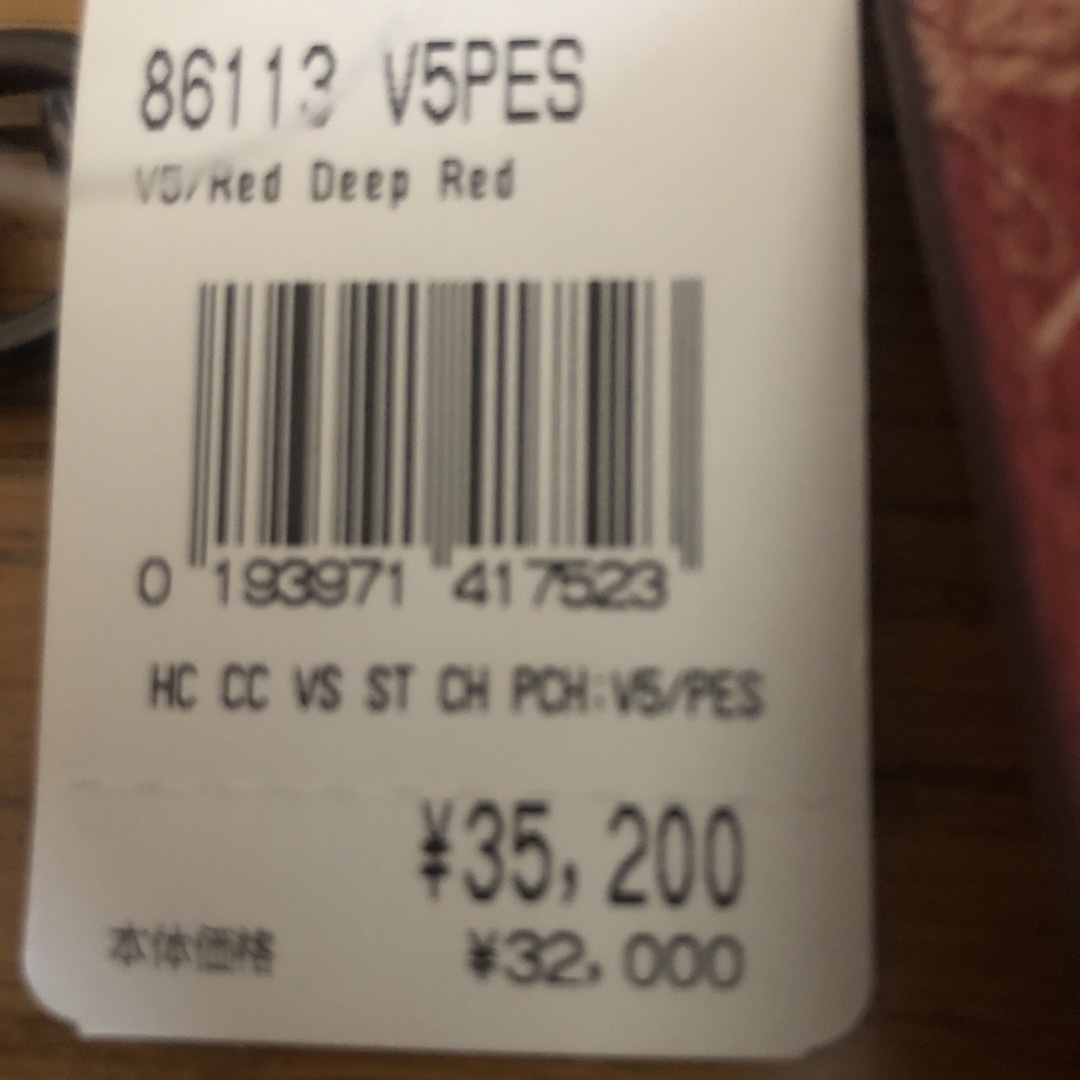 86113 V5PES
V5/Red Deep Red
0 193971 417523
HC CC VS ST CH PCH:V5/PES
¥35,200
本体価格 ¥32,000